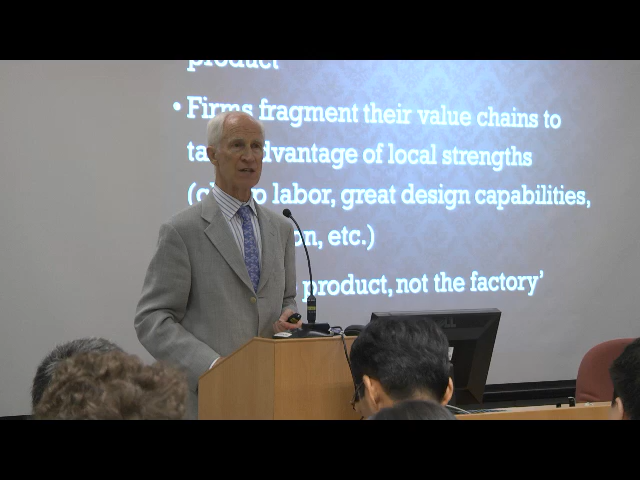 product
• Firms fragment their value chains to
advantage of local strengths
labor, great design capabilities,
etc.)
product, not the factory’